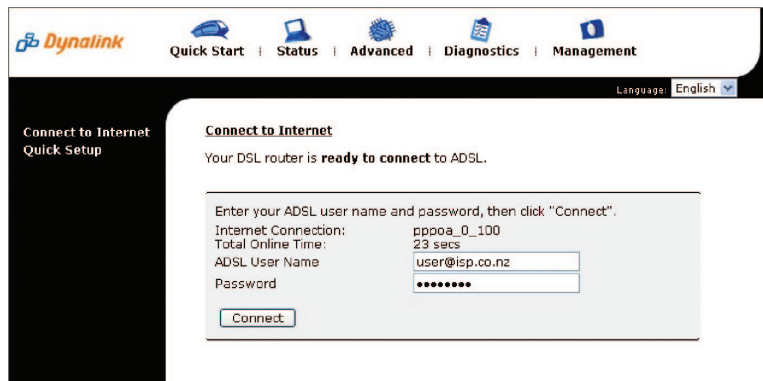 Dynalink
Quick Start | Status | Advanced | Diagnostics | Management
Language: English
Connect to Internet
Quick Setup
Connect to Internet
Your DSL router is ready to connect to ADSL.
Enter your ADSL user name and password, then click "Connect".
Internet Connection: pppoa_0_100
Total Online Time: 23 secs
ADSL User Name user@isp.co.nz
Password ••••••••
Connect